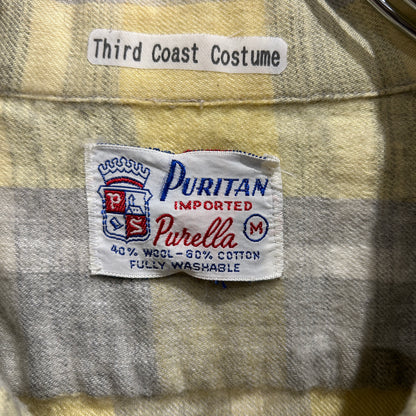 Third Coast Costume
PURITAN
IMPORTED
P S
Purella M
40% WOOL - 60% COTTON
FULLY WASHABLE